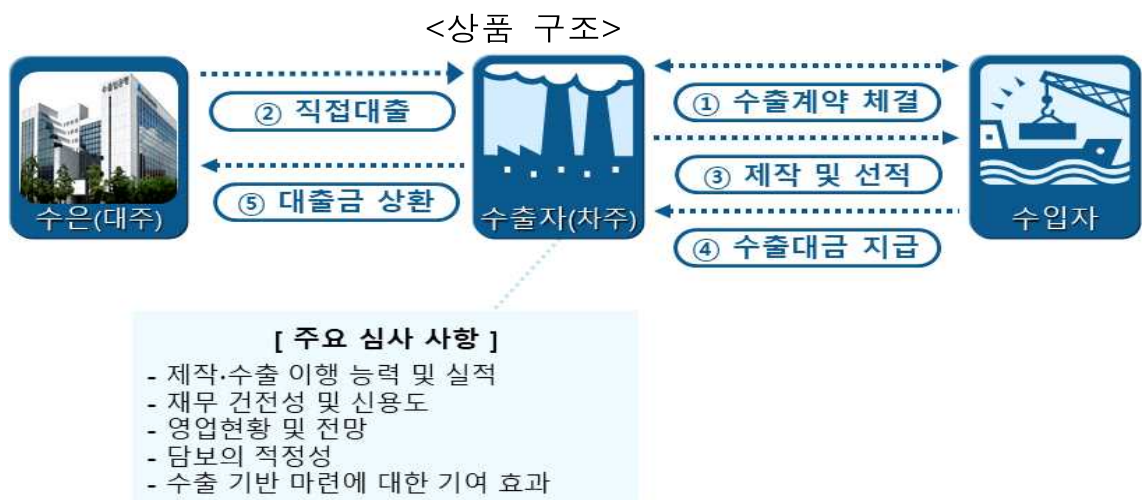 <상품 구조>
② 직접대출
⑤ 대출금 상환
① 수출계약 체결
③ 제작 및 선적
④ 수출대금 지급
수은(대주)
수출자(차주)
수입자
[ 주요 심사 사항 ]
- 제작·수출 이행 능력 및 실적
- 재무 건전성 및 신용도
- 영업현황 및 전망
- 담보의 적정성
- 수출 기반 마련에 대한 기여 효과